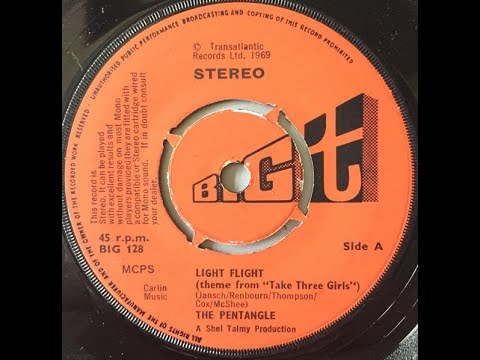 UNAUTHORISED PUBLIC PERFORMANCE BROADCASTING AND COPYING OF THIS RECORD PROHIBITED
ALL RIGHTS OF THE MANUFACTURER AND OF THE OWNER OF THE RECORDED WORK RESERVED
© Transatlantic
Records Ltd. 1969
STEREO
BIG t
This record is
Stereo. It can be played
with excellent results and
without damage on most Mono
players provided they are fitted with
a compatible or Stereo cartridge wired
for Mono sound. If in doubt consult
your dealer.
45 r.p.m.
BIG 128
MCPS
Side A
Carlin
Music
LIGHT FLIGHT
(theme from "Take Three Girls")
(Jansch/Renbourn/Thompson/
Cox/McShee)
THE PENTANGLE
A Shel Talmy Production